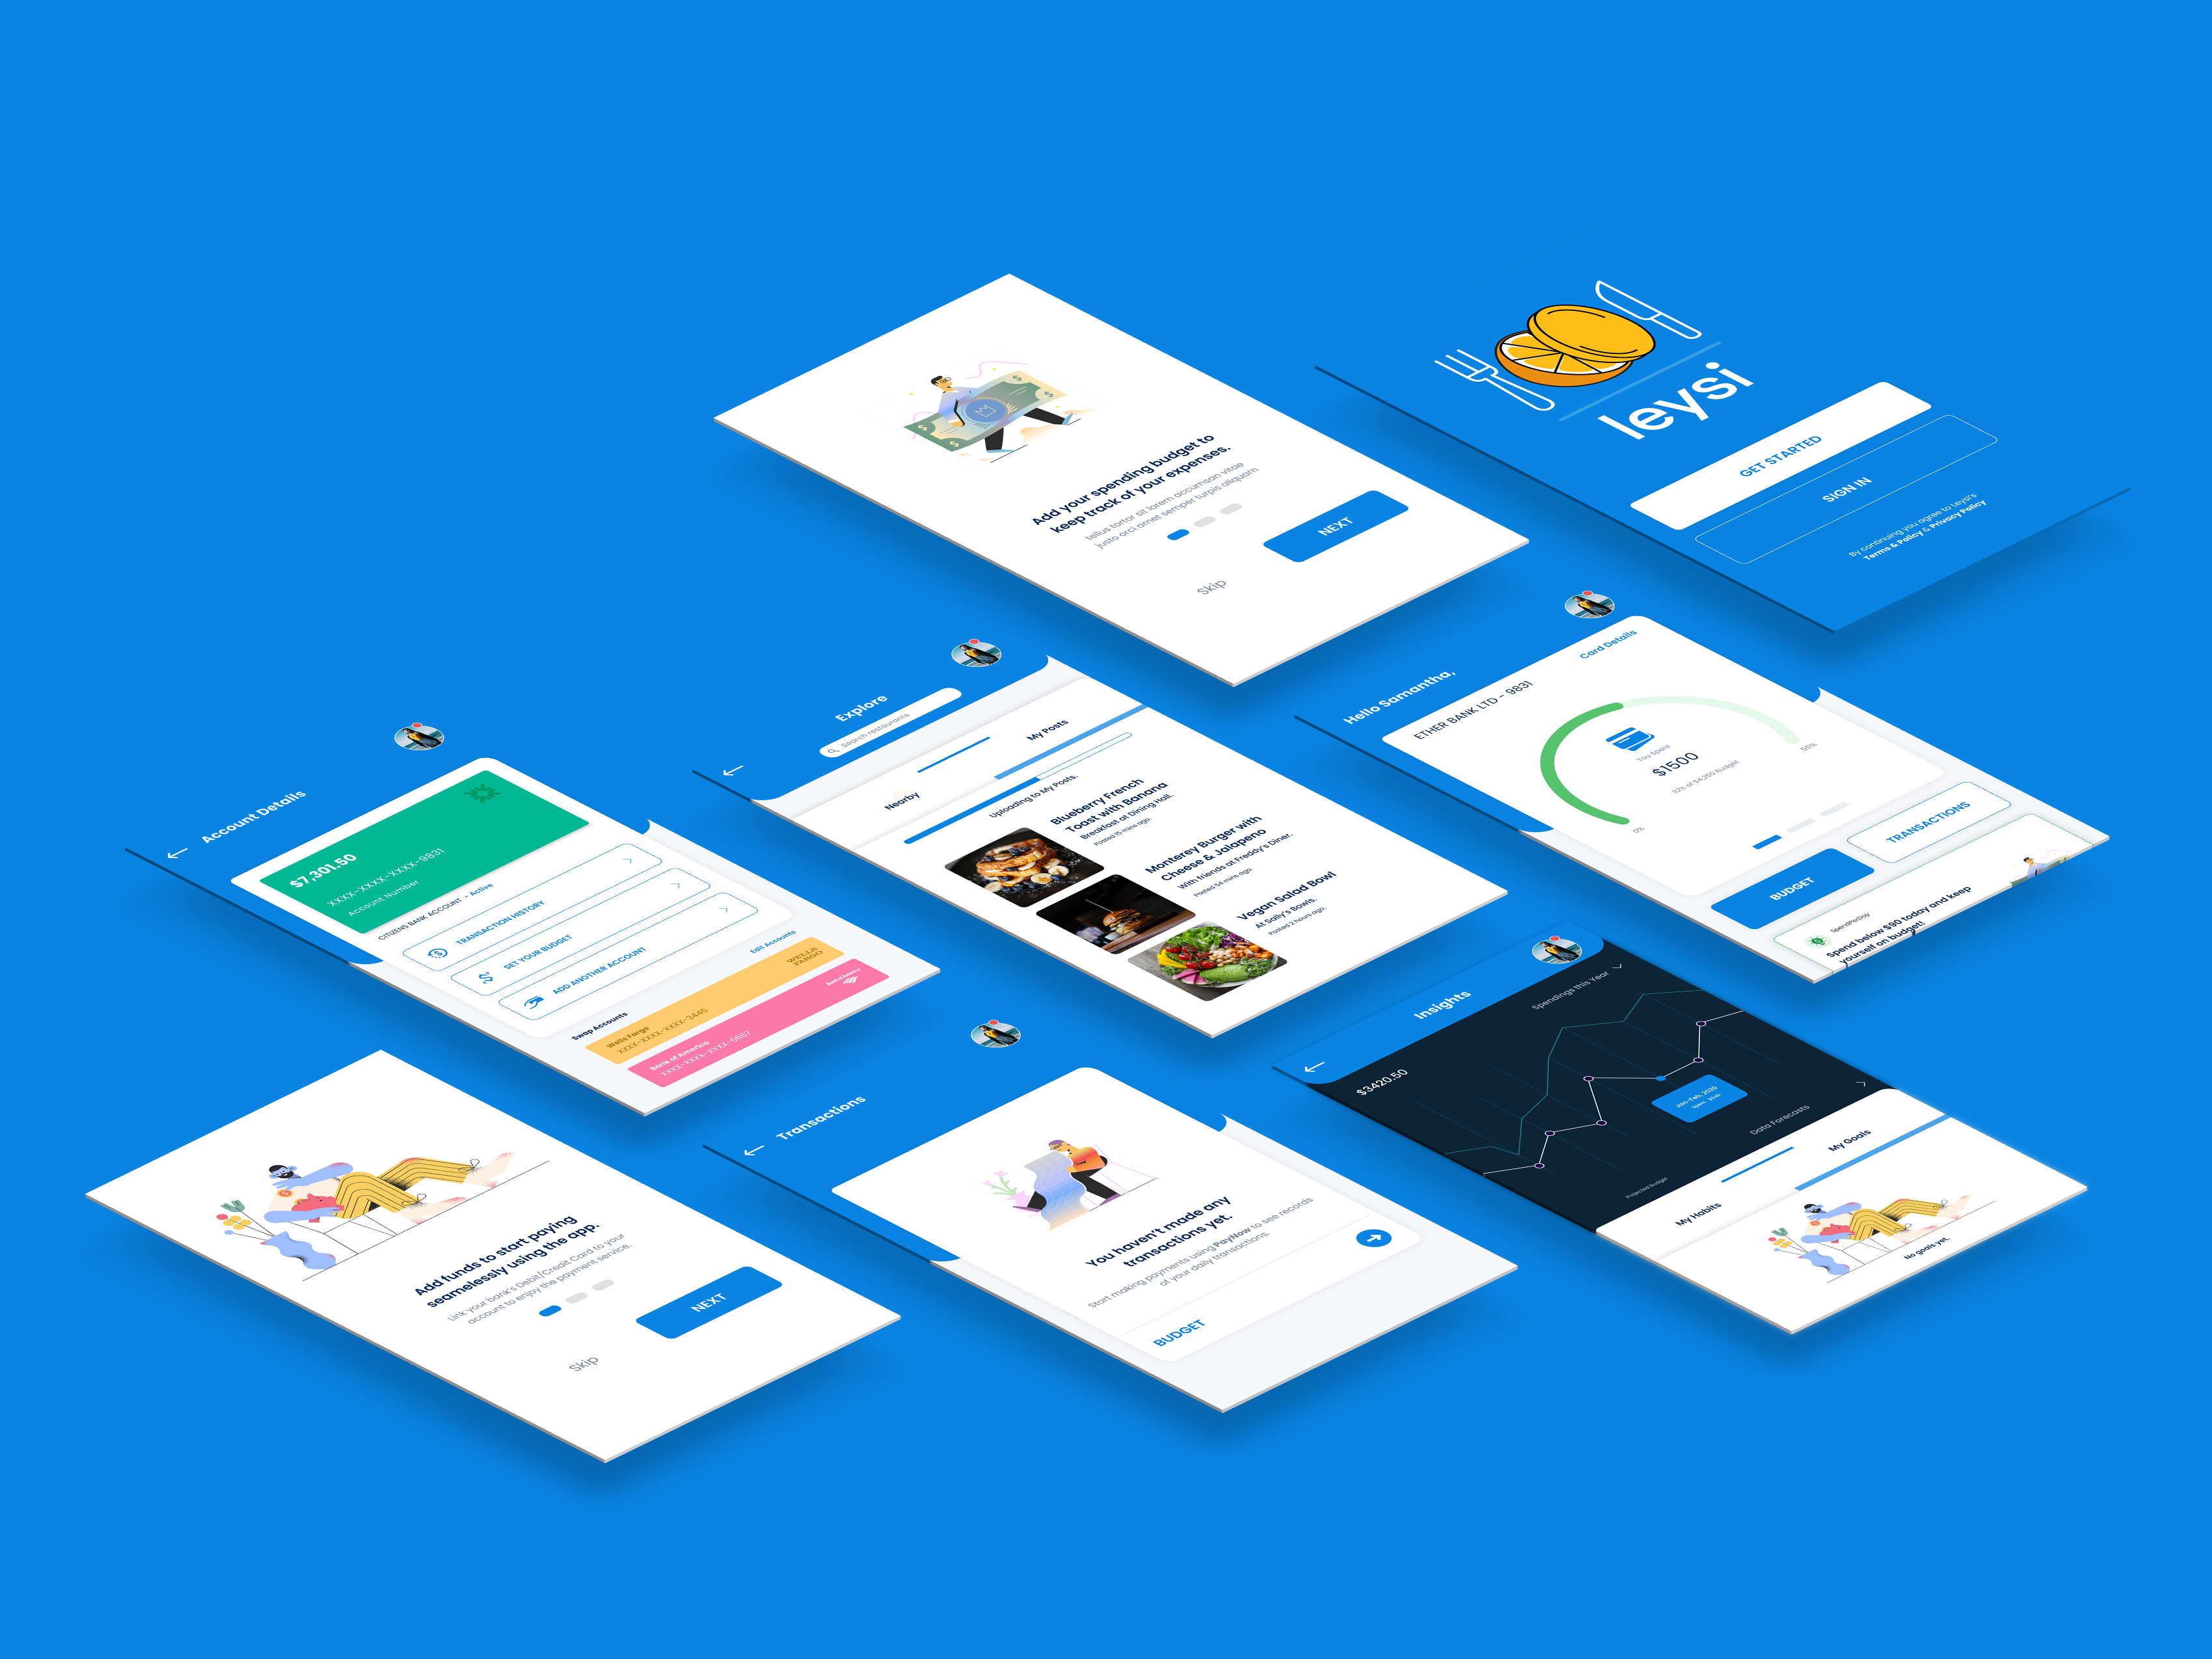 leysi
GET STARTED
SIGN IN
By continuing you agree to Leysi's
Terms & Policy & Privacy Policy
Add your spending budget to
keep track of your expenses.
tellus tortor sit lorem accumsan vitae
justo orci amet semper turpis aliquam
NEXT
Skip
Hello Samantha,
Card Details
ETHER BANK LTD - 9831
You Spent
$1500
32% of $4,250 Budget
0%
50%
BUDGET
TRANSACTIONS
SpendPerDay
Spend below $90 today and keep
yourself on budget!
Explore
Search restaurants
Nearby
My Posts
Uploading to My Posts.
Blueberry French
Toast with Banana
Breakfast at Dining Hall.
Posted 15 mins ago.
Monterey Burger with
Cheese & Jalapeno
With friends at Freddy's Diner.
Posted 54 mins ago.
Vegan Salad Bowl
At Sally's Bowls.
Posted 2 hours ago.
Account Details
$7,301.50
XXXX-XXXX-XXXX-9831
Account Number
CITIZENS BANK ACCOUNT - Active
TRANSACTION HISTORY
SET YOUR BUDGET
ADD ANOTHER ACCOUNT
Swap Accounts
Edit Accounts
Wells Fargo
XXXX-XXXX-XXXX-3445
WELLS
FARGO
Bank of America
XXXX-XXXX-XXXX-6667
Bank of America
Insights
Spendings this Year
$3420.50
Jan-Feb, 2020
Spent $540
Data Forecasts
Projected Budget
My Habits
My Goals
No goals yet.
Transactions
You haven't made any
transactions yet.
Start making payments using PayNow to see records
of your daily transactions.
BUDGET
Add funds to start paying
seamelessly using the app.
Link your bank's Debit/Credit Card to your
account to enjoy the payment service.
NEXT
Skip